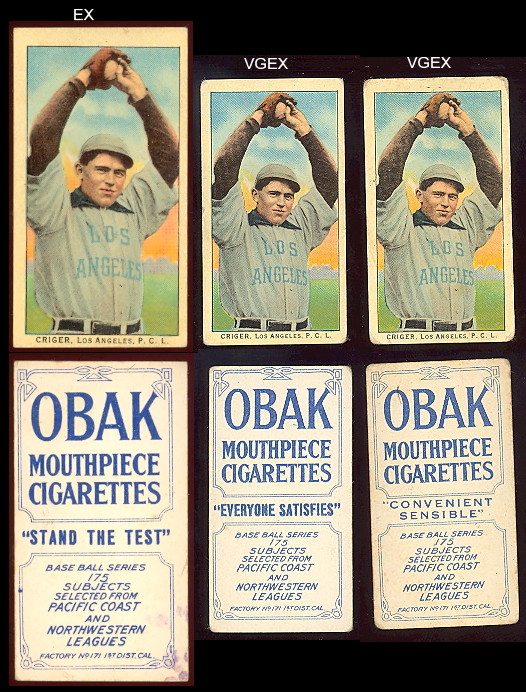 EX
VGEX
VGEX
LOS
ANGELES
CRIGER, LOS ANGELES, P. C. L.
LOS
ANGELES
CRIGER, LOS ANGELES, P. C. L.
LOS
ANGELES
CRIGER, LOS ANGELES, P. C. L.
OBAK
MOUTHPIECE
CIGARETTES
"STAND THE TEST"
BASE BALL SERIES
175
SUBJECTS
SELECTED FROM
PACIFIC COAST
AND
NORTHWESTERN
LEAGUES
FACTORY Nº 171 1ST DIST. CAL.
OBAK
MOUTHPIECE
CIGARETTES
"EVERYONE SATISFIES"
BASE BALL SERIES
175
SUBJECTS
SELECTED FROM
PACIFIC COAST
AND
NORTHWESTERN
LEAGUES
FACTORY Nº 171 1ST DIST. CAL.
OBAK
MOUTHPIECE
CIGARETTES
"CONVENIENT
SENSIBLE"
BASE BALL SERIES
175
SUBJECTS
SELECTED FROM
PACIFIC COAST
AND
NORTHWESTERN
LEAGUES
FACTORY Nº 171 1ST DIST. CAL.